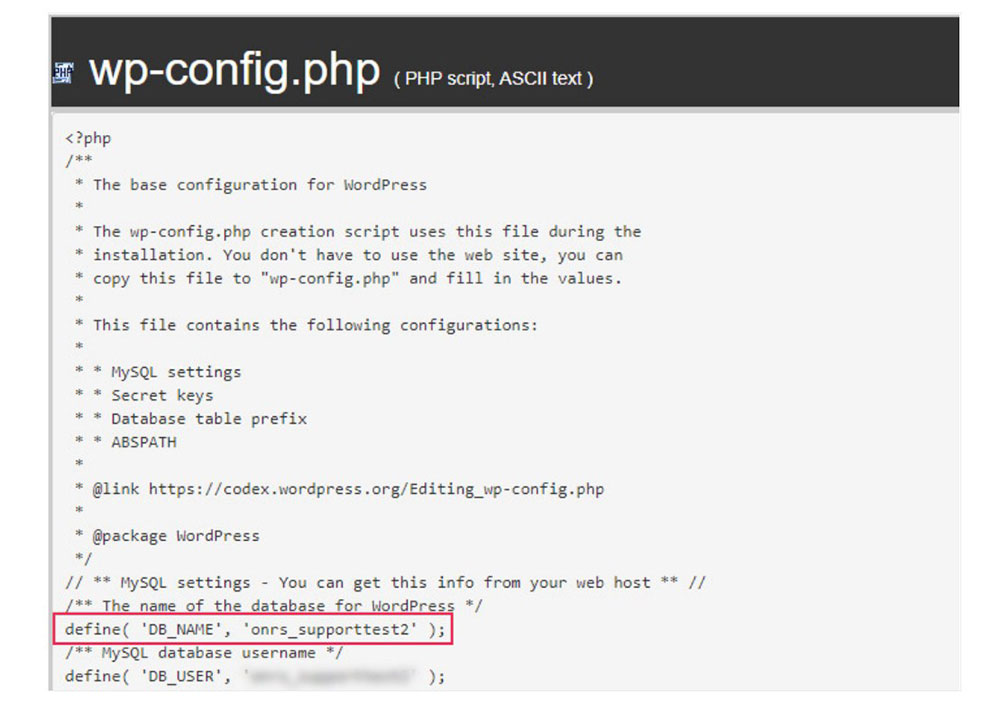 PHP
wp-config.php ( PHP script, ASCII text )
<?php
/**
 * The base configuration for WordPress
 *
 * The wp-config.php creation script uses this file during the
 * installation. You don't have to use the web site, you can
 * copy this file to "wp-config.php" and fill in the values.
 *
 * This file contains the following configurations:
 *
 * * MySQL settings
 * * Secret keys
 * * Database table prefix
 * * ABSPATH
 *
 * @link https://codex.wordpress.org/Editing_wp-config.php
 *
 * @package WordPress
 */
// ** MySQL settings - You can get this info from your web host ** //
/** The name of the database for WordPress */
define( 'DB_NAME', 'onrs_supporttest2' );
/** MySQL database username */
define( 'DB_USER', );